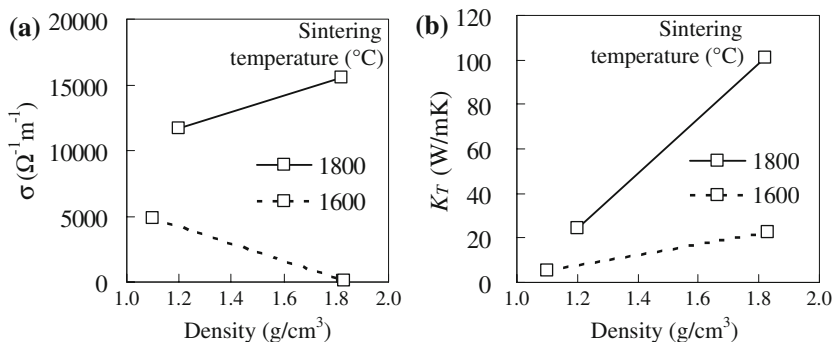 (a)
20000
15000
10000
5000
0
σ (Ω⁻¹m⁻¹)
Sintering
temperature (°C)
1800
1600
1.0 1.2 1.4 1.6 1.8 2.0
Density (g/cm³)
(b)
120
100
80
60
40
20
0
K_T (W/mK)
Sintering
temperature (°C)
1800
1600
1.0 1.2 1.4 1.6 1.8 2.0
Density (g/cm³)